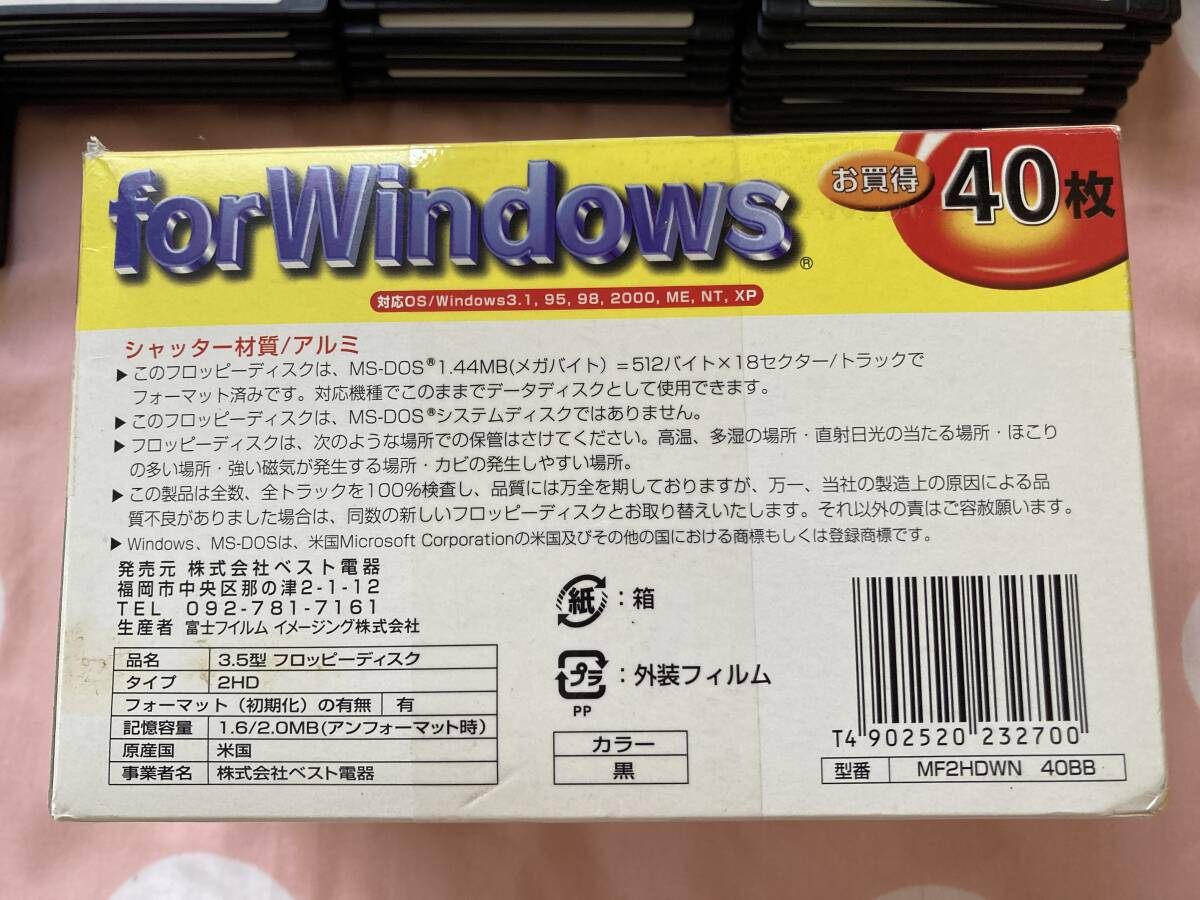 for Windows®
お買得
40枚
対応OS/Windows3.1, 95, 98, 2000, ME, NT, XP
シャッター材質/アルミ
▶このフロッピーディスクは、MS-DOS®1.44MB(メガバイト)＝512バイト×18セクター/トラックで
フォーマット済みです。対応機種でこのままでデータディスクとして使用できます。
▶このフロッピーディスクは、MS-DOS®システムディスクではありません。
▶フロッピーディスクは、次のような場所での保管はさけてください。高温、多湿の場所・直射日光の当たる場所・ほこり
の多い場所・強い磁気が発生する場所・カビの発生しやすい場所。
▶この製品は全数、全トラックを100%検査し、品質には万全を期しておりますが、万一、当社の製造上の原因による品
質不良がありました場合は、同数の新しいフロッピーディスクとお取り替えいたします。それ以外の責はご容赦願います。
▶Windows、MS-DOSは、米国Microsoft Corporationの米国及びその他の国における商標もしくは登録商標です。
発売元 株式会社ベスト電器
福岡市中央区那の津2-1-12
TEL 092-781-7161
生産者 富士フイルム イメージング株式会社
品名 3.5型 フロッピーディスク
タイプ 2HD
フォーマット（初期化）の有無 有
記憶容量 1.6/2.0MB(アンフォーマット時)
原産国 米国
事業者名 株式会社ベスト電器
紙：箱
プラ：外装フィルム
PP
カラー
黒
T4 902520 232700
型番 MF2HDWN 40BB